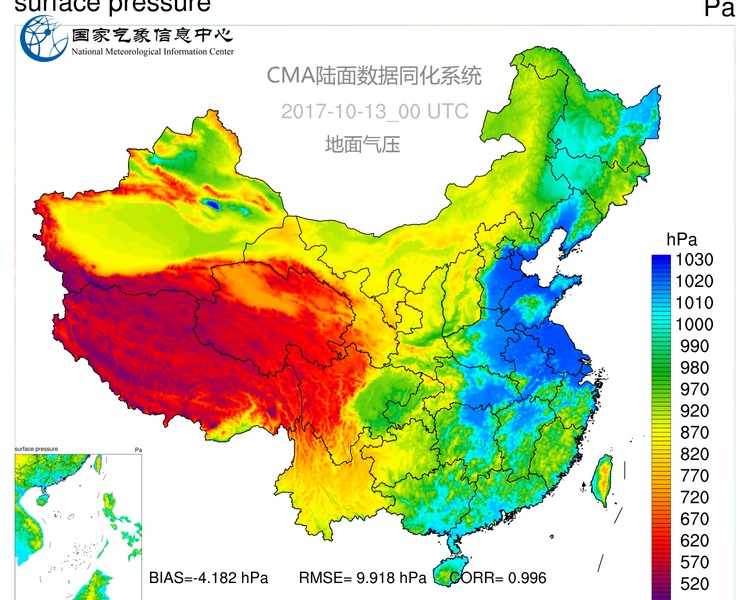 surface pressure
Pa
国家气象信息中心
National Meteorological Information Center
CMA陆面数据同化系统
2017-10-13_00 UTC
地面气压
hPa
1030
1020
1010
1000
990
980
970
920
870
820
770
720
670
620
570
520
surface pressure
Pa
BIAS=-4.182 hPa
RMSE= 9.918 hPa
CORR= 0.996